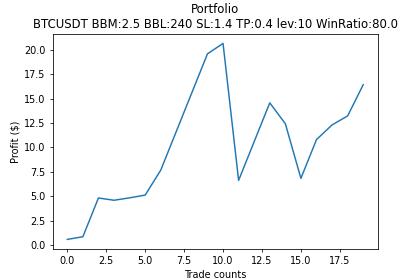 Portfolio
BTCUSDT BBM:2.5 BBL:240 SL:1.4 TP:0.4 lev:10 WinRatio:80.0
20.0
17.5
15.0
12.5
10.0
7.5
5.0
2.5
0.0
Profit ($)
0.0 2.5 5.0 7.5 10.0 12.5 15.0 17.5
Trade counts